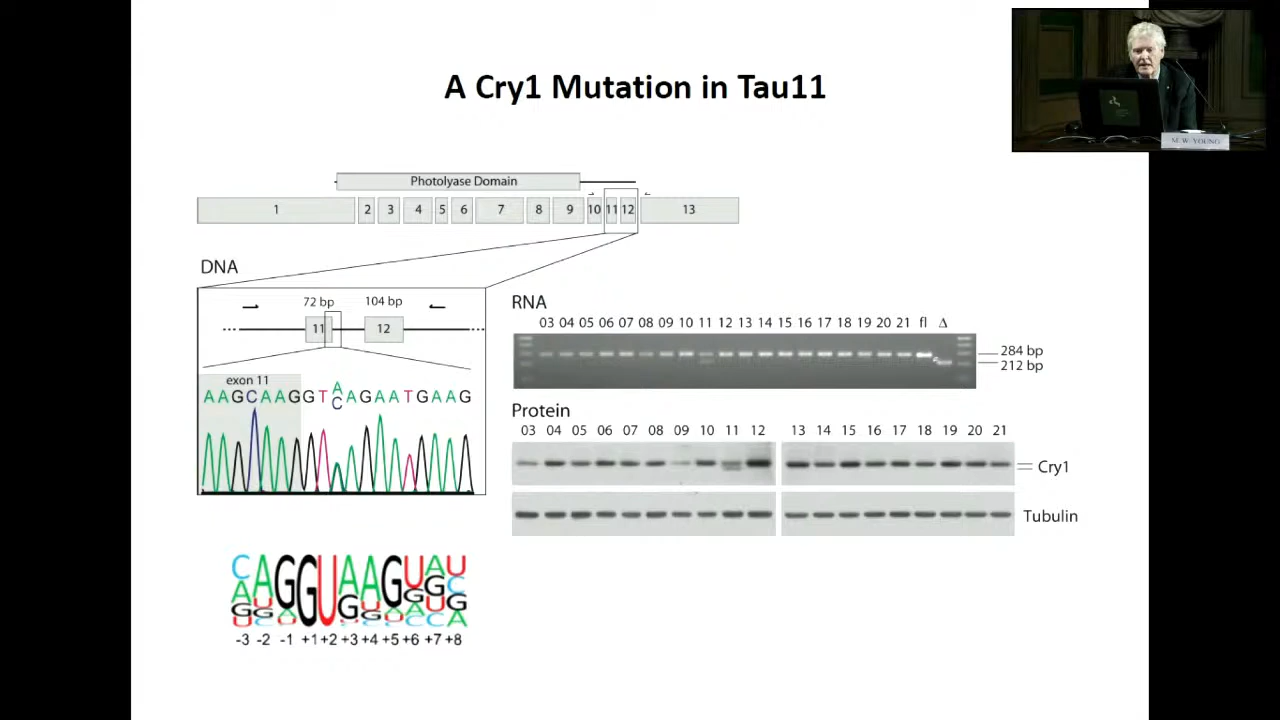 A Cry1 Mutation in Tau11
M.W. YOUNG
Photolyase Domain
1 2 3 4 5 6 7 8 9 10 11 12 13
DNA
72 bp 104 bp
11 12
exon 11
AAGCAAGGT
A
C
AGAATGAAG
RNA
03 04 05 06 07 08 09 10 11 12 13 14 15 16 17 18 19 20 21 fl Δ
284 bp
212 bp
Protein
03 04 05 06 07 08 09 10 11 12 13 14 15 16 17 18 19 20 21
Cry1
Tubulin
CAGGUAAGUAU
-3 -2 -1 +1 +2 +3 +4 +5 +6 +7 +8